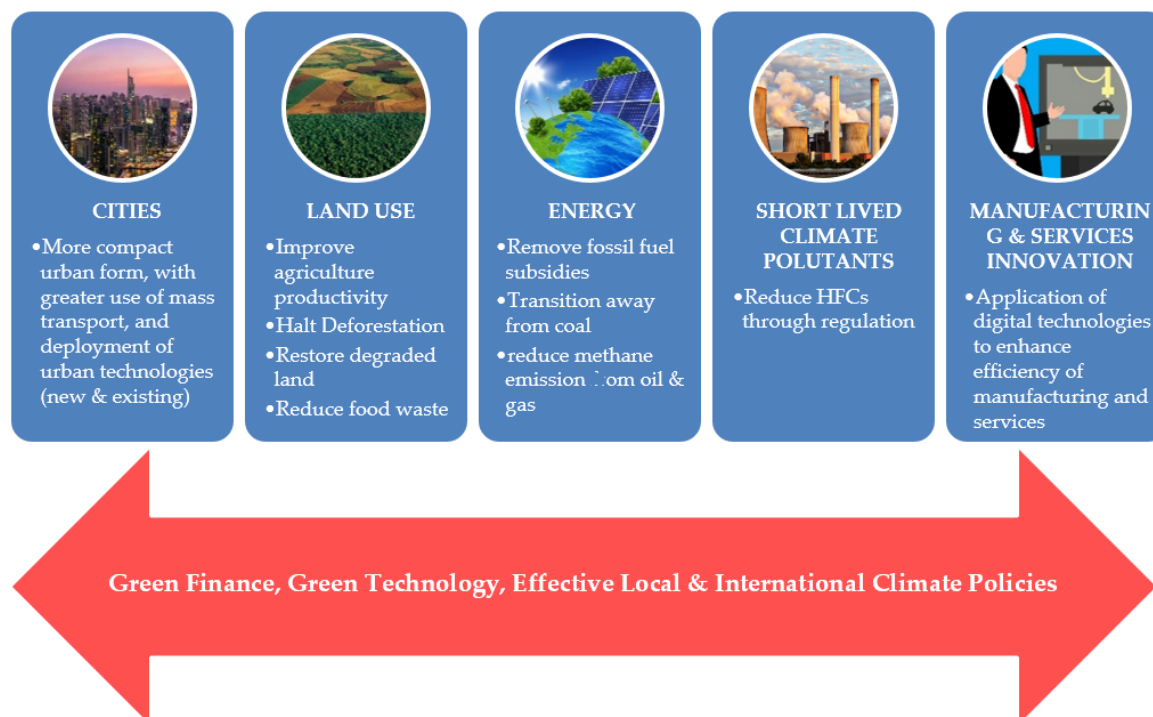 CITIES
•More compact
urban form, with
greater use of mass
transport, and
deployment of
urban technologies
(new & existing)
LAND USE
•Improve
agriculture
productivity
•Halt Deforestation
•Restore degraded
land
•Reduce food waste
ENERGY
•Remove fossil fuel
subsidies
•Transition away
from coal
•reduce methane
emission oil &
gas
SHORT LIVED
CLIMATE
POLUTANTS
•Reduce HFCs
through regulation
MANUFACTURIN
G & SERVICES
INNOVATION
•Application of
digital technologies
to enhance
efficiency of
manufacturing and
services
Green Finance, Green Technology, Effective Local & International Climate Policies